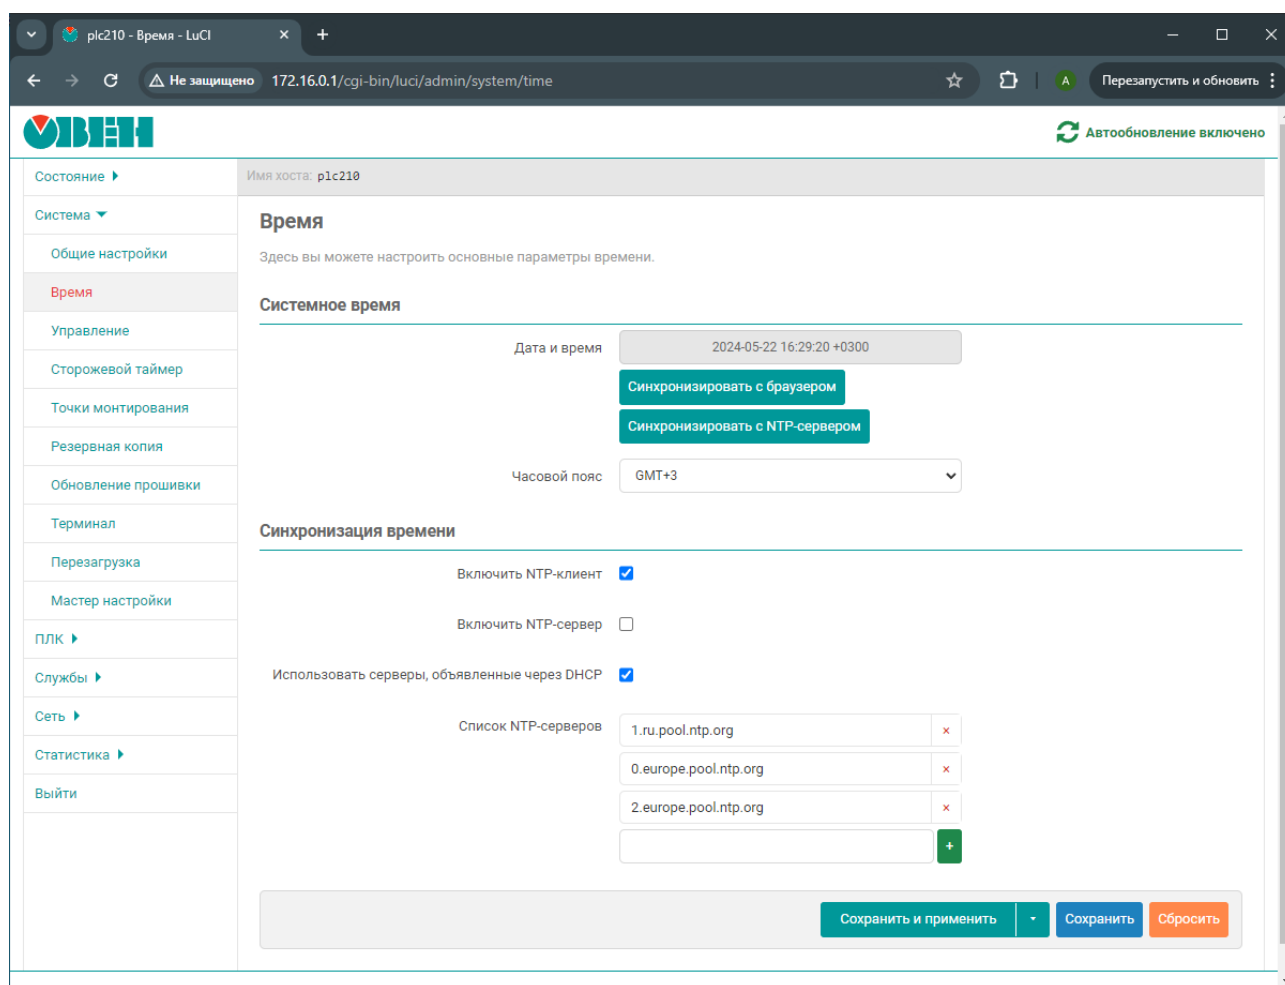 plc210 - Время - LuCI
Не защищено 172.16.0.1/cgi-bin/luci/admin/system/time
A
Перезапустить и обновить
ОВЕН
Автообновление включено
Состояние
Имя хоста: plc210
Система
Общие настройки
Время
Управление
Сторожевой таймер
Точки монтирования
Резервная копия
Обновление прошивки
Терминал
Перезагрузка
Мастер настройки
ПЛК
Службы
Сеть
Статистика
Выйти
Время
Здесь вы можете настроить основные параметры времени.
Системное время
Дата и время 2024-05-22 16:29:20 +0300
Синхронизировать с браузером
Синхронизировать с NTP-сервером
Часовой пояс GMT+3
Синхронизация времени
Включить NTP-клиент
Включить NTP-сервер
Использовать серверы, объявленные через DHCP
Список NTP-серверов 1.ru.pool.ntp.org ×
0.europe.pool.ntp.org ×
2.europe.pool.ntp.org ×
+
Сохранить и применить Сохранить Сбросить